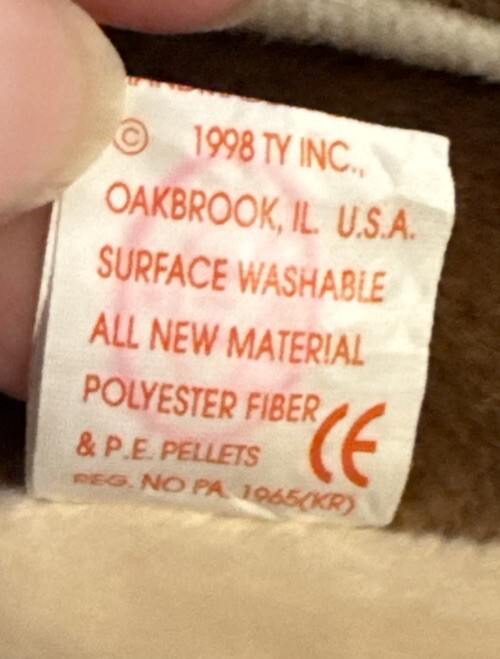 © 1998 TY INC.,
OAKBROOK, IL. U.S.A.
SURFACE WASHABLE
ALL NEW MATERIAL
POLYESTER FIBER
& P.E. PELLETS CE
REG. NO PA. 1965(KR)